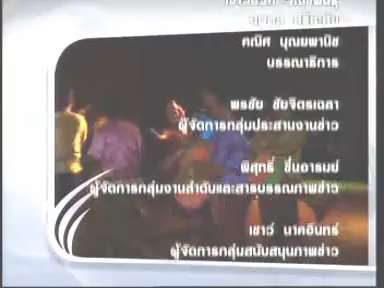 คณิศ บุณยพานิช
บรรณาธิการ
พรชัย ชัยจิตรเฉลา
ผู้จัดการกลุ่มประสานงานข่าว
พิสุทธิ์ ชื่นอารมย์
ผู้จัดการกลุ่มงานลำดับและสารบรรณภาพข่าว
เชาว์ นาคอินทร์
ผู้จัดการกลุ่มสนับสนุนภาพข่าว